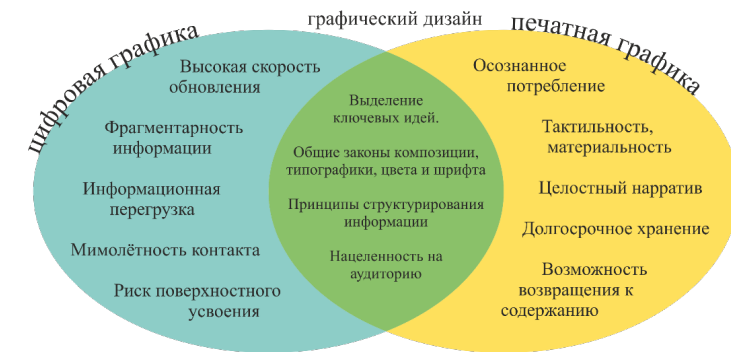 графический дизайн
цифровая графика
Высокая скорость
обновления
Фрагментарность
информации
Информационная
перегрузка
Мимолётность контакта
Риск поверхностного
усвоения
Выделение
ключевых идей.
Общие законы композиции,
типографики, цвета и шрифта
Принципы структурирования
информации
Нацеленность на
аудиторию
печатная графика
Осознанное
потребление
Тактильность,
материальность
Целостный нарратив
Долгосрочное хранение
Возможность
возвращения к
содержанию